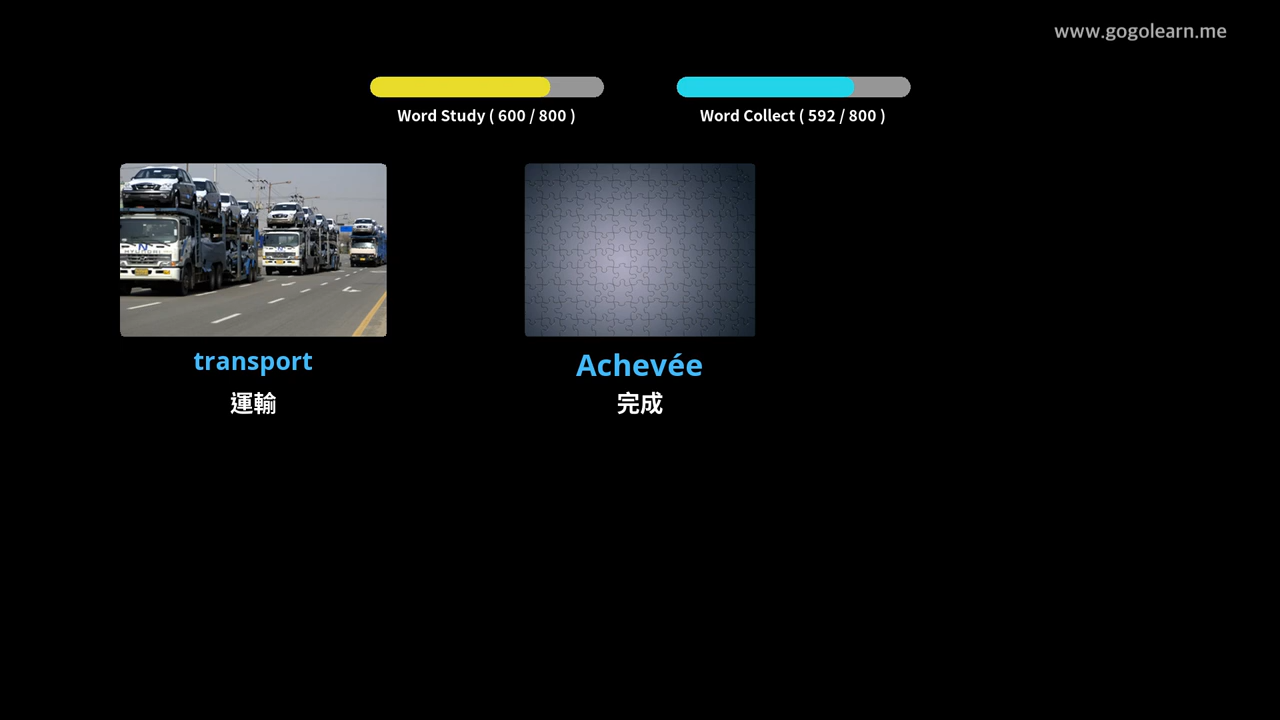 www.gogolearn.me
Word Study ( 600 / 800 )
Word Collect ( 592 / 800 )
transport
運輸
Achevée
完成